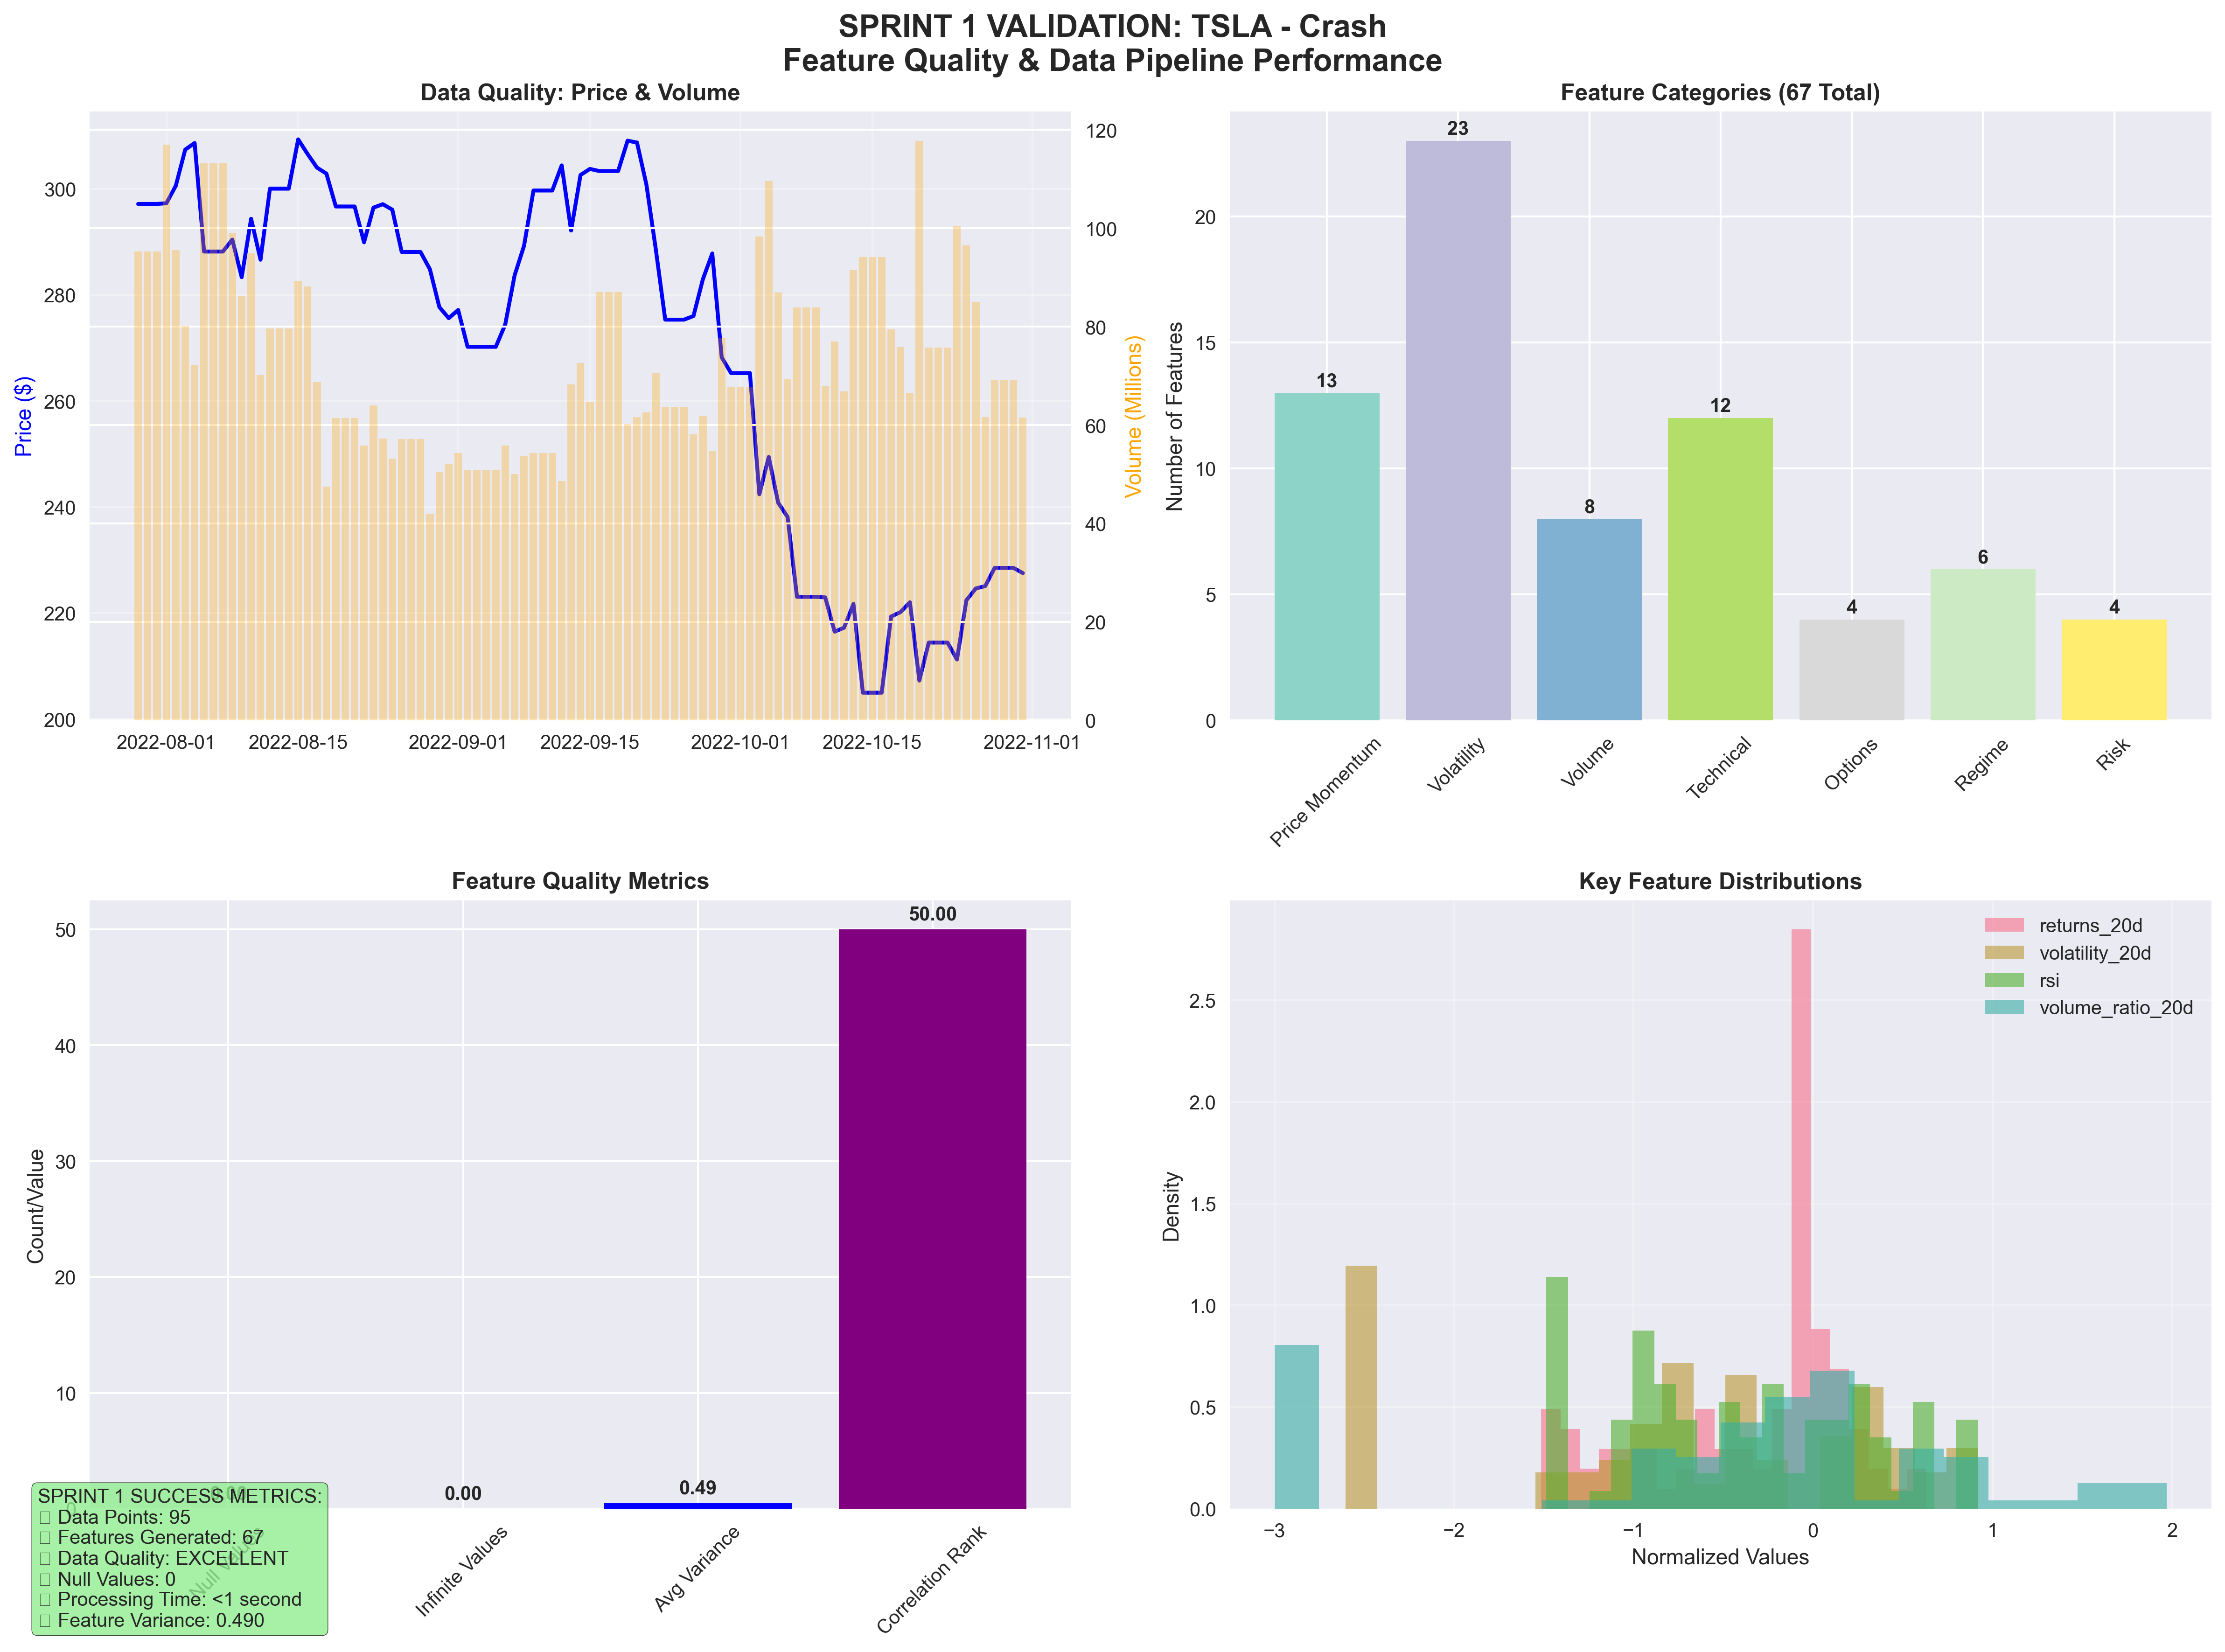 SPRINT 1 VALIDATION: TSLA - Crash
Feature Quality & Data Pipeline Performance
Data Quality: Price & Volume
Price ($)
300
280
260
240
220
200
120
100
80
60
40
20
0
Volume (Millions)
2022-08-01
2022-08-15
2022-09-01
2022-09-15
2022-10-01
2022-10-15
2022-11-01
Feature Categories (67 Total)
Number of Features
20
15
10
5
0
13
23
8
12
4
6
4
Price Momentum
Volatility
Volume
Technical
Options
Regime
Risk
Feature Quality Metrics
Count/Value
50
40
30
20
10
0.00
0.00
0.49
50.00
Null Values
Infinite Values
Avg Variance
Correlation Rank
SPRINT 1 SUCCESS METRICS:
Data Points: 95
Features Generated: 67
Data Quality: EXCELLENT
Null Values: 0
Processing Time: <1 second
Feature Variance: 0.490
Key Feature Distributions
Density
2.5
2.0
1.5
1.0
0.5
0.0
returns_20d
volatility_20d
rsi
volume_ratio_20d
−3
−2
−1
0
1
2
Normalized Values